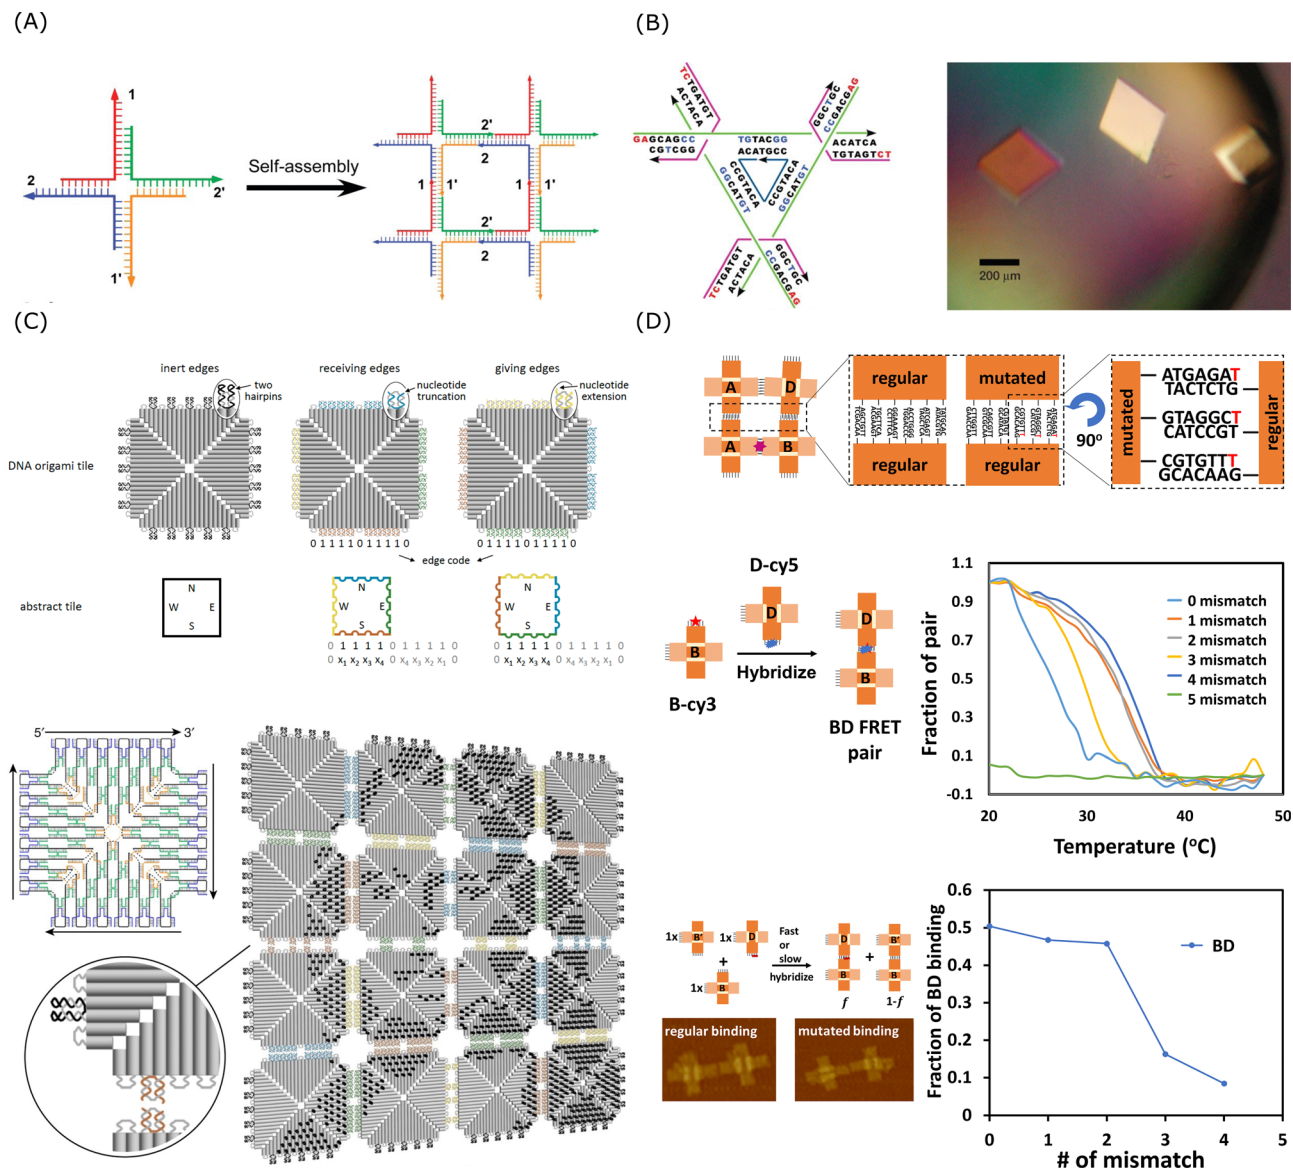 (A)
1
2
2'
1'
Self-assembly
2'
2
1
1'
1
1'
2'
2
(B)
TCTGATGT
ACTACA
GAGCAGCC
CGTCGG
TGTACGG
ACATGCC
GGCTGC
CCGACGAG
ACATCA
TGTAGTCT
GGCATGT
CCGTACA
CCGTACA
GGCATGT
TCTGATGT
ACTACA
GGCTGC
CCGACGAG
200 μm
(C)
inert edges
receiving edges
giving edges
two
hairpins
nucleotide
truncation
nucleotide
extension
DNA origami tile
0 1 1 1 1 0 1 1 1 1 0
0 1 1 1 1 0 1 1 1 1 0
edge code
abstract tile
N
W E
S
N
W E
S
N
W E
S
0 1 1 1 1 0 1 1 1 1 0
0 x1 x2 x3 x4 0 x4 x3 x2 x1 0
0 1 1 1 1 0 1 1 1 1 0
0 x1 x2 x3 x4 0 x4 x3 x2 x1 0
5′
3′
(D)
A
D
A
B
regular
mutated
regular
regular
90°
mutated
ATGAGAT
TACTCTG
GTAGGCT
CATCCGT
CGTGTTT
GCACAAG
regular
D-cy5
D
B
B-cy3
Hybridize
D
B
BD FRET
pair
Fraction of pair
1.1
0.9
0.7
0.5
0.3
0.1
-0.1
0 mismatch
1 mismatch
2 mismatch
3 mismatch
4 mismatch
5 mismatch
20
30
40
50
Temperature (°C)
1x
B'
1x
D
+
1x
B
Fast
or
slow
hybridize
D
B
+
B'
B
f
1-f
regular binding
mutated binding
Fraction of BD binding
0.6
0.5
0.4
0.3
0.2
0.1
0
BD
0
1
2
3
4
5
# of mismatch